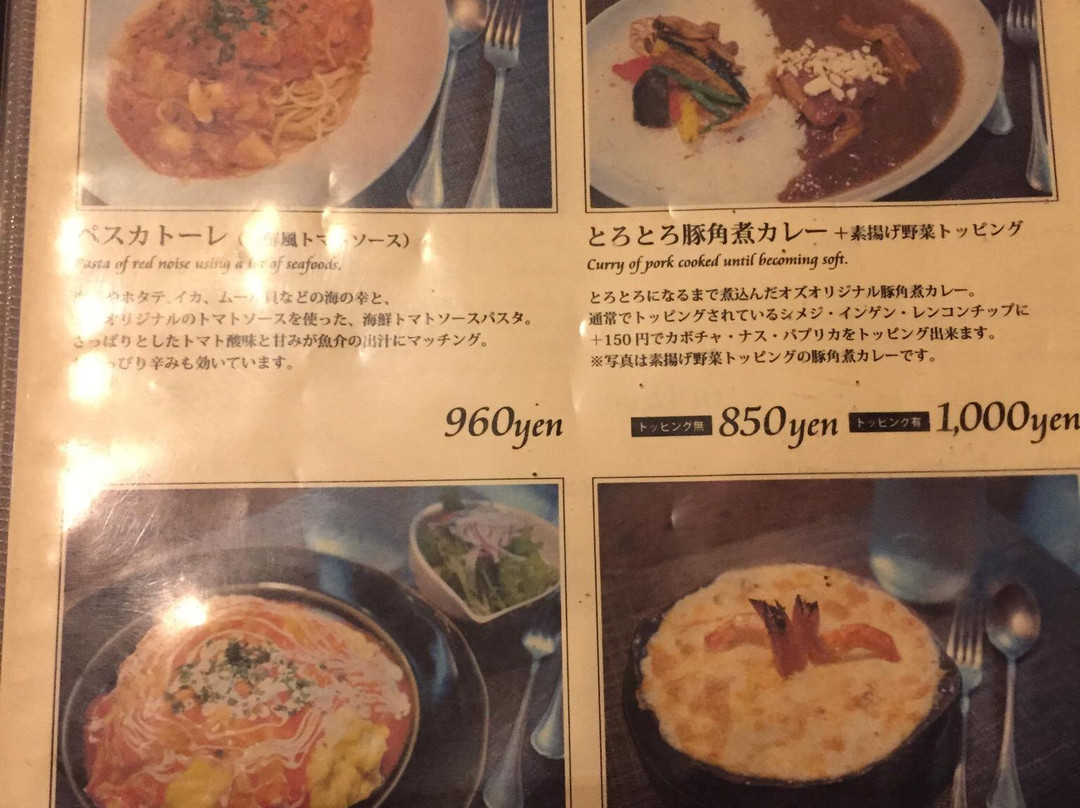 ペスカトーレ(鮮風トマトソース)
Pasta of red noise using a lot of seafoods.
やホタテ、イカ、ムール貝などの海の幸と、
オリジナルのトマトソースを使った、海鮮トマトソースパスタ。
さっぱりとしたトマト酸味と甘みが魚介の出汁にマッチング。
っぴり辛みも効いています。
960yen
とろとろ豚角煮カレー+素揚げ野菜トッピング
Curry of pork cooked until becoming soft.
とろとろになるまで煮込んだオズオリジナル豚角煮カレー。
通常でトッピングされているシメジ・インゲン・レンコンチップに
+150円でカボチャ・ナス・パプリカをトッピング出来ます。
※写真は素揚げ野菜トッピングの豚角煮カレーです。
トッピング無 850yen トッピング有 1,000yen